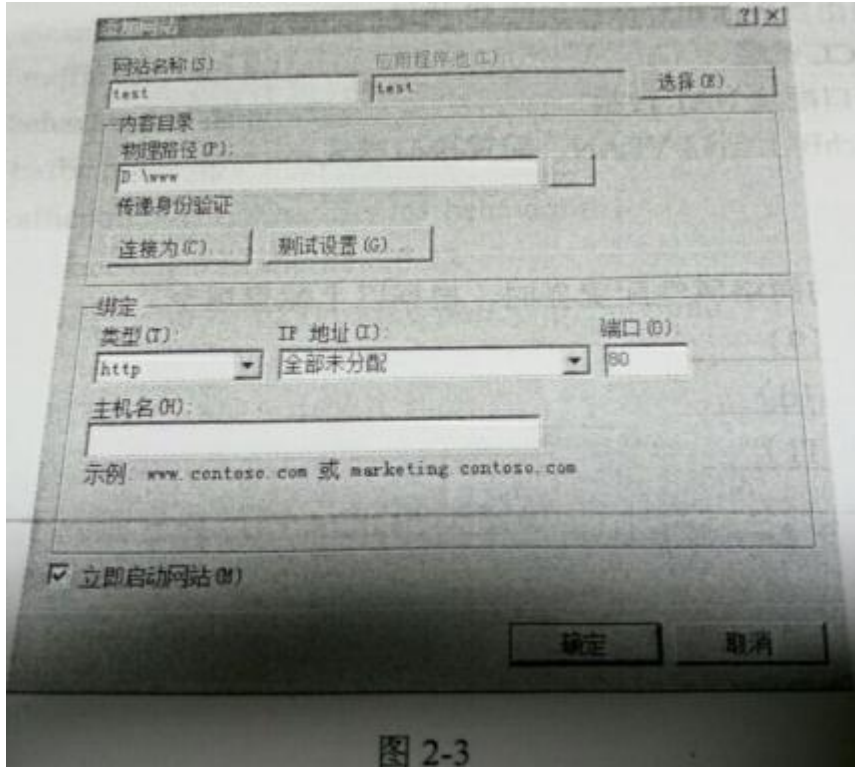 添加网站
网站名称(S) 应用程序池(L)
test test 选择(E)...
内容目录
物理路径(P):
D:\www ...
传递身份验证
连接为(C)... 测试设置(G)...
绑定
类型(T): IP 地址(I): 端口(O):
http 全部未分配 80
主机名(H):
示例: www.contoso.com 或 marketing.contoso.com
立即启动网站(M)
确定 取消
图 2-3